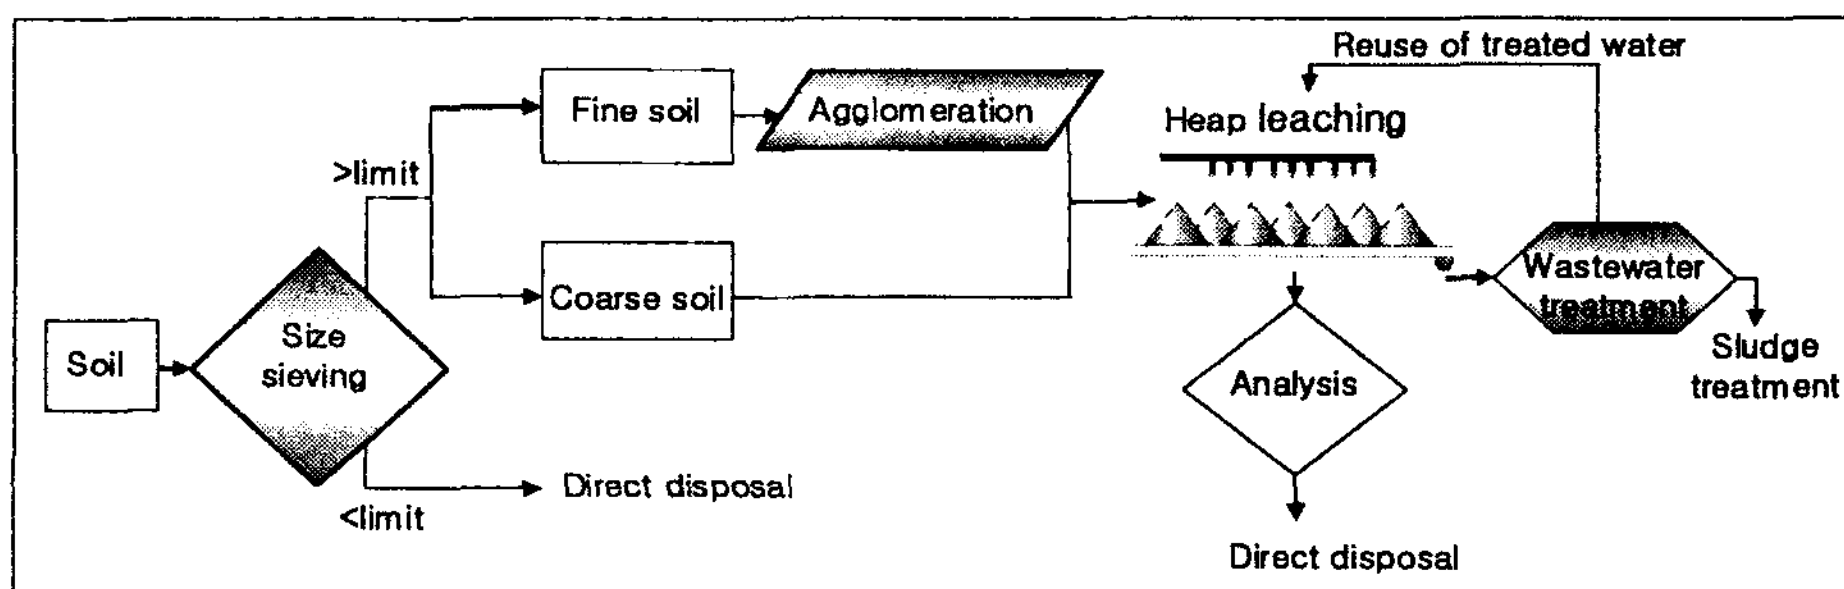 Reuse of treated water
Fine soil
Agglomeration
Heap leaching
>limit
Coarse soil
Wastewater
treatment
Size
sieving
Soil
Sludge
treatment
Analysis
Direct disposal
<limit
Direct disposal